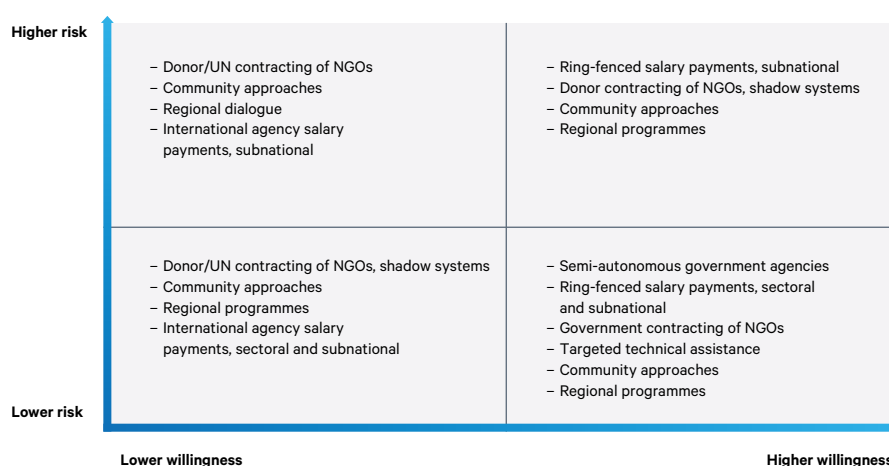 Higher risk
– Donor/UN contracting of NGOs
– Community approaches
– Regional dialogue
– International agency salary
payments, subnational
– Ring-fenced salary payments, subnational
– Donor contracting of NGOs, shadow systems
– Community approaches
– Regional programmes
– Donor/UN contracting of NGOs, shadow systems
– Community approaches
– Regional programmes
– International agency salary
payments, sectoral and subnational
– Semi-autonomous government agencies
– Ring-fenced salary payments, sectoral
and subnational
– Government contracting of NGOs
– Targeted technical assistance
– Community approaches
– Regional programmes
Lower risk
Lower willingness
Higher willingness